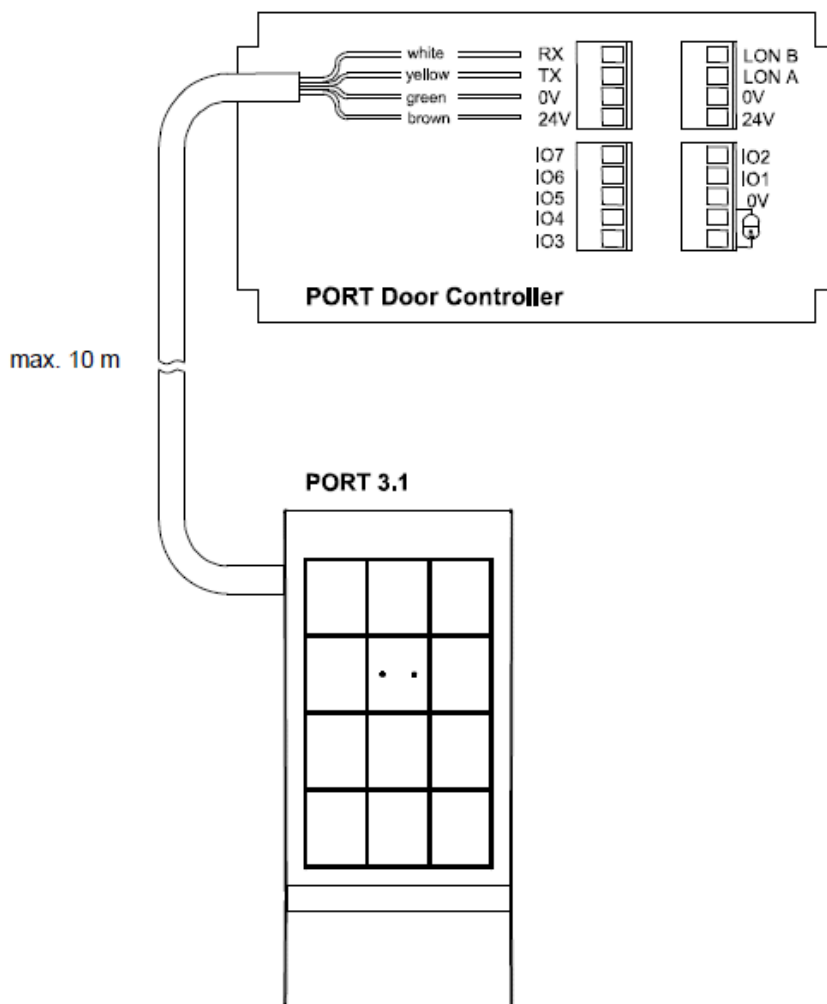 white RX LON B
yellow TX LON A
green 0V 0V
brown 24V 24V
IO7 IO2
IO6 IO1
IO5 0V
IO4
IO3
PORT Door Controller
max. 10 m
PORT 3.1